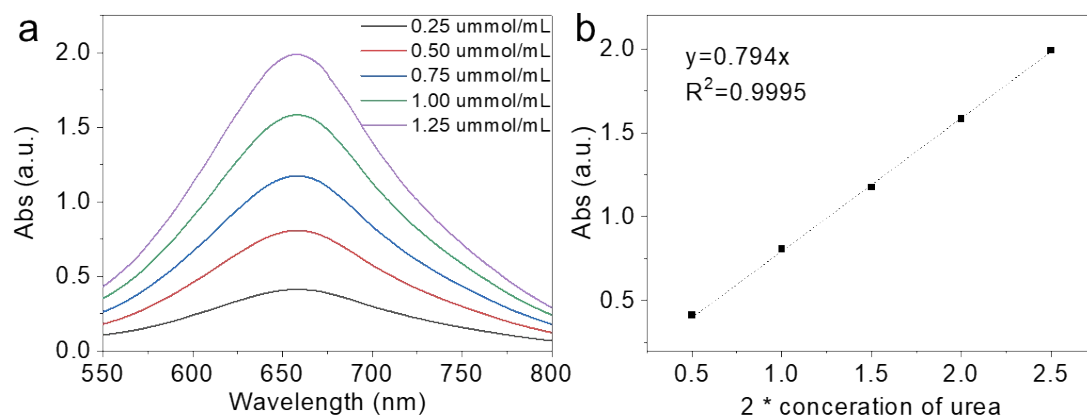 a
0.25 ummol/mL
0.50 ummol/mL
0.75 ummol/mL
1.00 ummol/mL
1.25 ummol/mL
2.0
1.5
1.0
0.5
0.0
Abs (a.u.)
550 600 650 700 750 800
Wavelength (nm)
b
y=0.794x
R²=0.9995
2.0
1.5
1.0
0.5
Abs (a.u.)
0.5 1.0 1.5 2.0 2.5
2 * conceration of urea